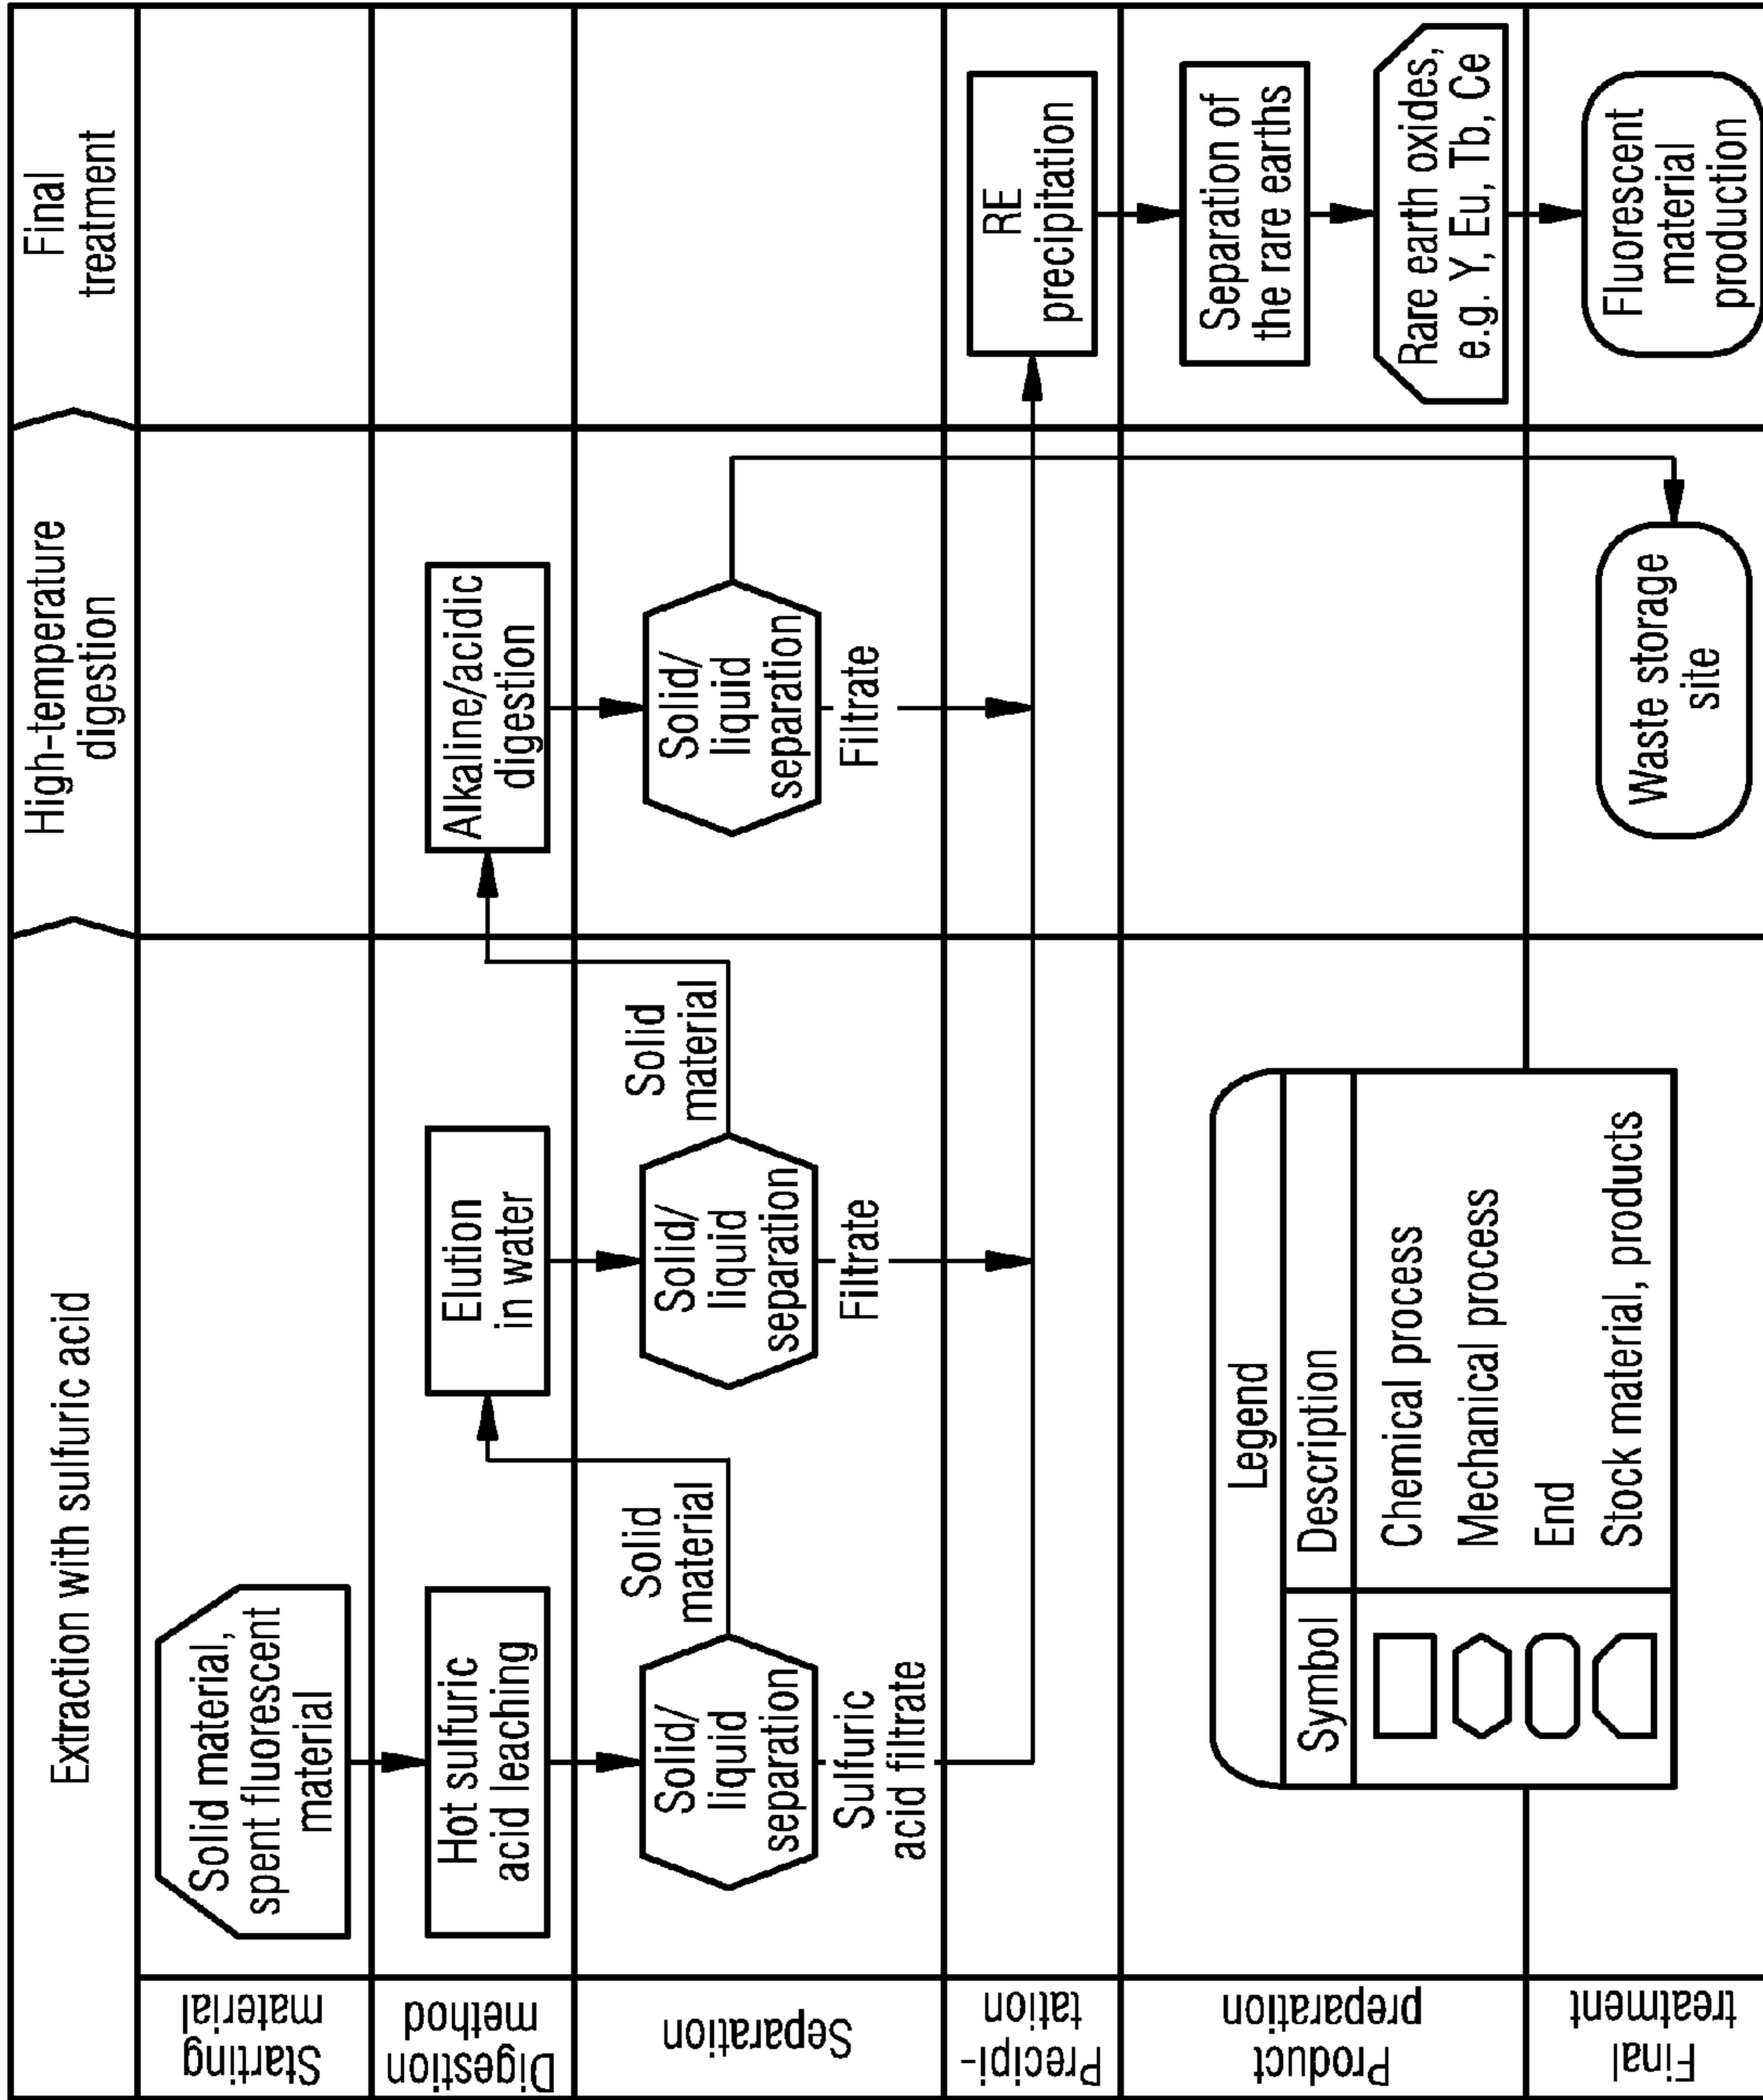 Extraction with sulfuric acid
High-temperature
digestion
Final
treatment
Starting
material
Solid material,
spent fluorescent
material
Digestion
method
Hot sulfuric
acid leaching
Elution
in water
Alkaline/acidic
digestion
Separation
Solid/
liquid
separation
Solid
material
Sulfuric
acid filtrate
Solid/
liquid
separation
Solid
material
Filtrate
Solid/
liquid
separation
Filtrate
Precipi-
tation
RE
precipitation
Product
preparation
Separation of
the rare earths
Rare earth oxides,
e.g. Y, Eu, Tb, Ce
Legend
Symbol
Description
Chemical process
Mechanical process
End
Stock material, products
Final
treatment
Waste storage
site
Fluorescent
material
production